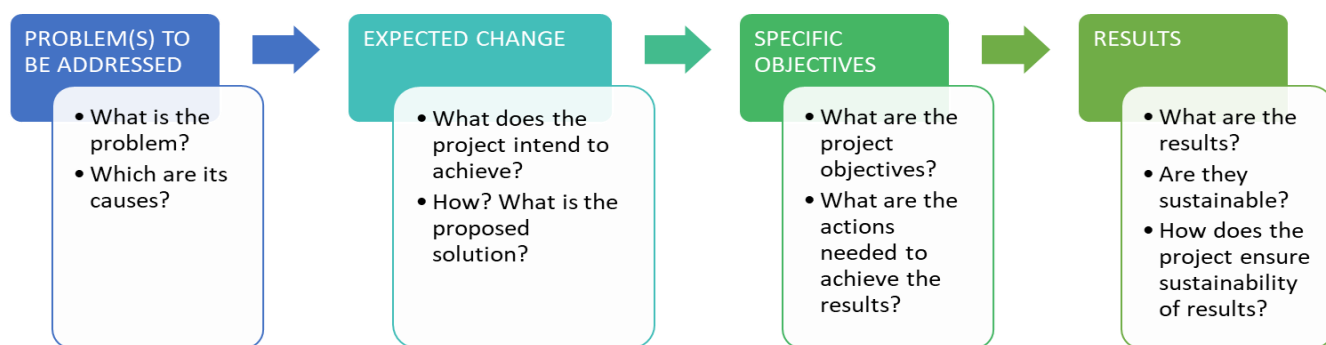 PROBLEM(S) TO
BE ADDRESSED
• What is the
problem?
• Which are its
causes?
EXPECTED CHANGE
• What does the
project intend to
achieve?
• How? What is the
proposed
solution?
SPECIFIC
OBJECTIVES
• What are the
project
objectives?
• What are the
actions
needed to
achieve the
results?
RESULTS
• What are the
results?
• Are they
sustainable?
• How does the
project ensure
sustainability
of results?